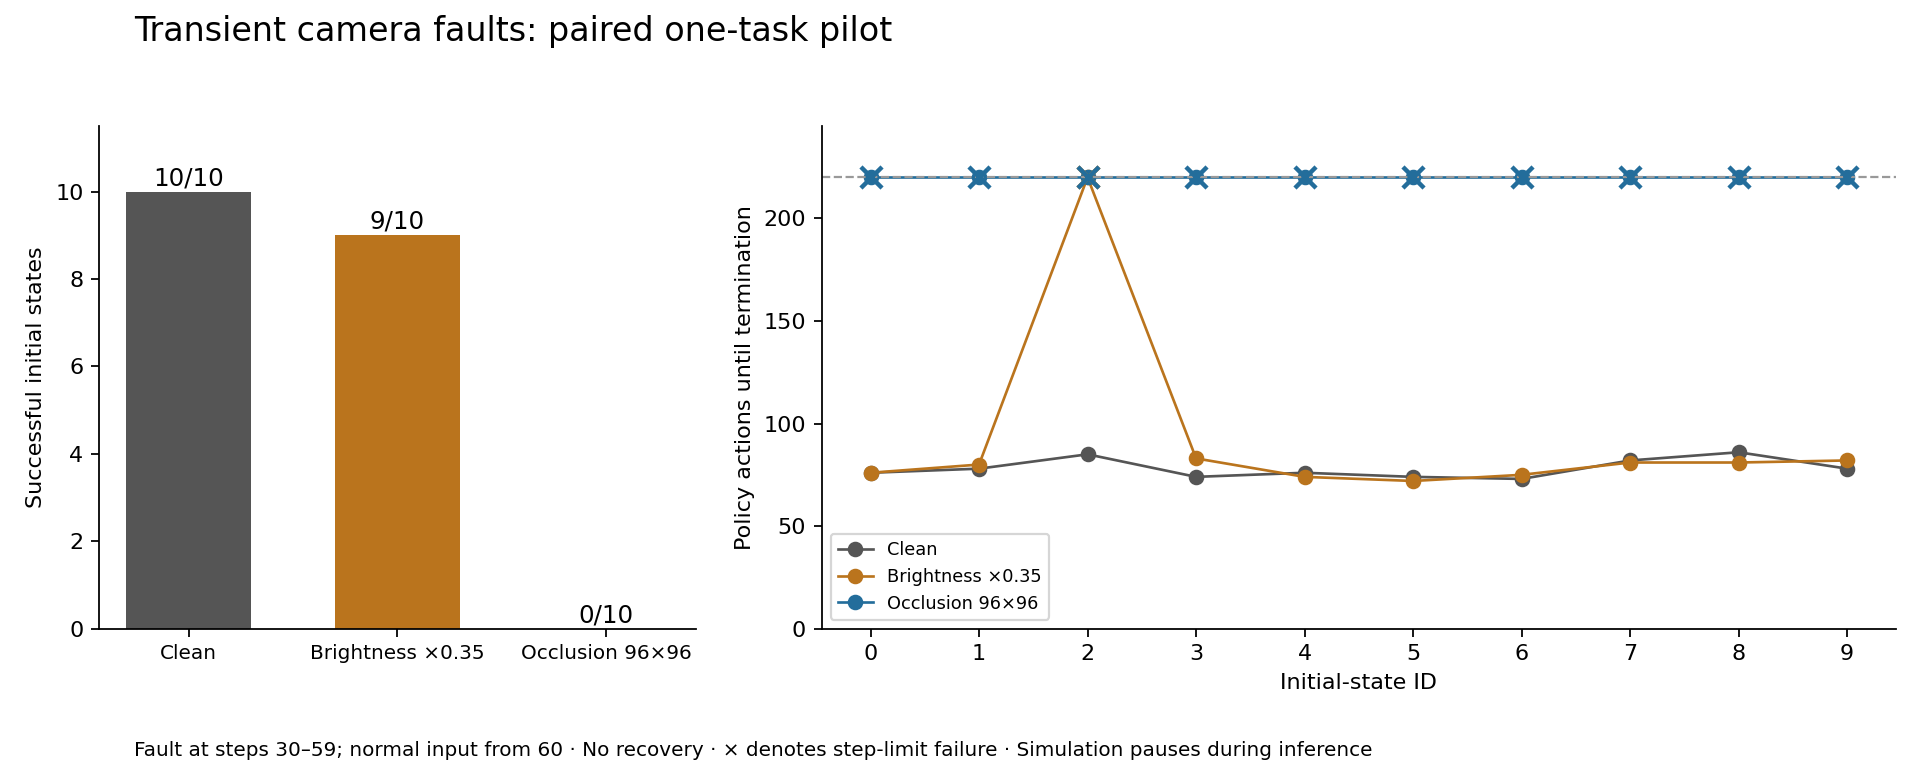 Transient camera faults: paired one-task pilot
Successful initial states
10
8
6
4
2
0
10/10
9/10
0/10
Clean
Brightness ×0.35
Occlusion 96×96
Policy actions until termination
200
150
100
50
0
Clean
Brightness ×0.35
Occlusion 96×96
0 1 2 3 4 5 6 7 8 9
Initial-state ID
Fault at steps 30–59; normal input from 60 · No recovery · × denotes step-limit failure · Simulation pauses during inference